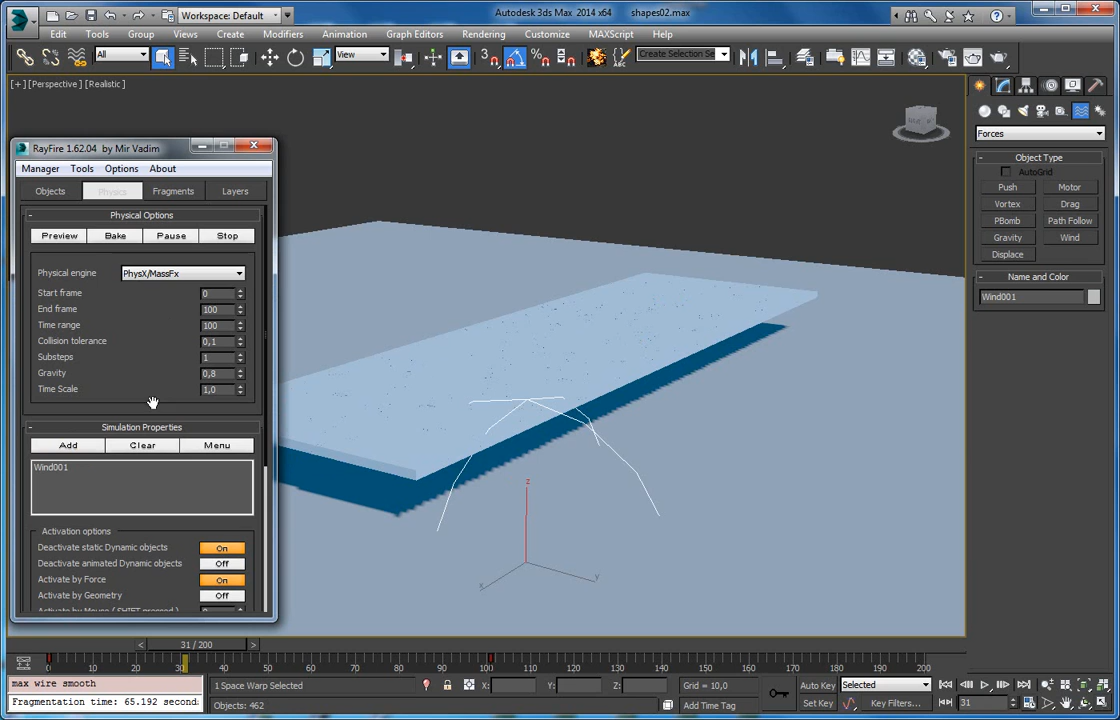 Workspace: Default
Autodesk 3ds Max 2014 x64 shapes02.max
Edit Tools Group Views Create Modifiers Animation Graph Editors Rendering Customize MAXScript Help
All
View
3
Create Selection Se
[+] [Perspective] [Realistic]
RayFire 1.62.04 by Mir Vadim
Manager Tools Options About
Objects Physics Fragments Layers
- Physical Options
Preview Bake Pause Stop
Physical engine PhysX/MassFx
Start frame 0
End frame 100
Time range 100
Collision tolerance 0,1
Substeps 1
Gravity 0,8
Time Scale 1,0
- Simulation Properties
Add Clear Menu
Wind001
Activation options
Deactivate static Dynamic objects On
Deactivate animated Dynamic objects Off
Activate by Force On
Activate by Geometry Off
Activate by Mouse ( SHIFT pressed )
z
x
y
Forces
- Object Type
AutoGrid
Push Motor
Vortex Drag
PBomb Path Follow
Gravity Wind
Displace
- Name and Color
Wind001
< 31 / 200 >
0 10 20 30 40 50 60 70 80 90 100 110 120 130 140 150 160 170 180 190 200
max wire smooth
Fragmentation time: 65.192 second:
1 Space Warp Selected
Objects: 462
X: Y: Z: Grid = 10,0
Add Time Tag
Auto Key Selected
Set Key Key Filters...
31